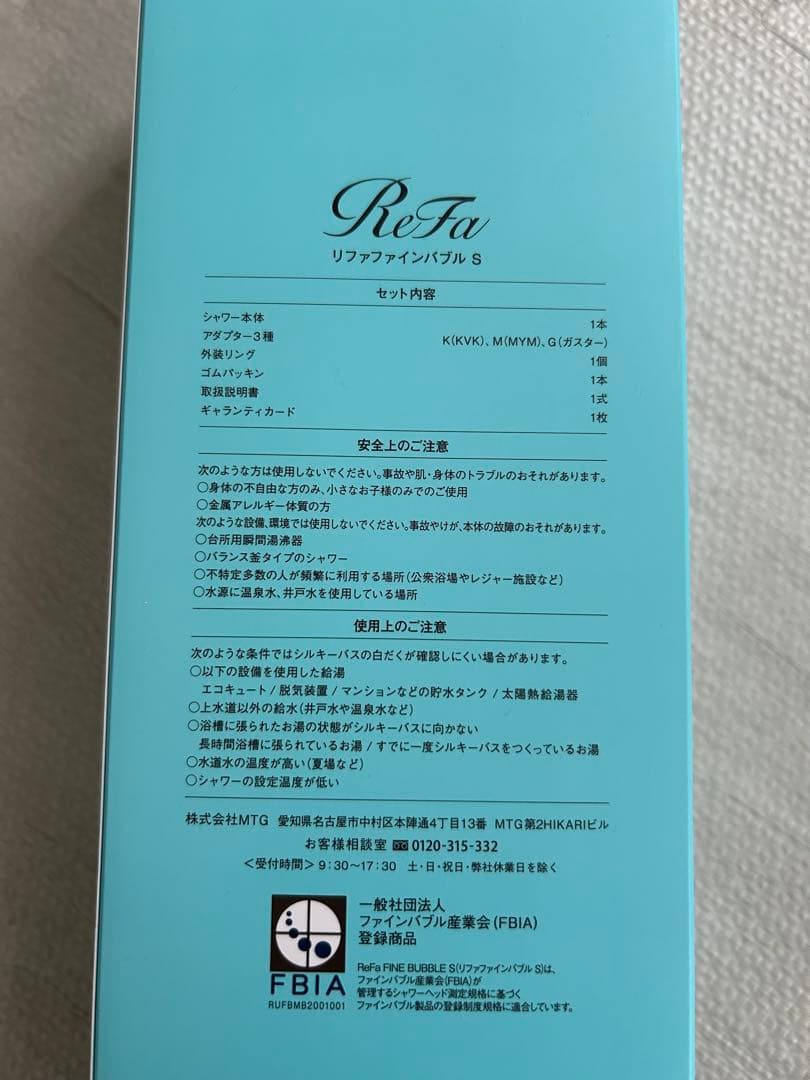 ReFa
リファファインバブル S
セット内容
シャワー本体 1本
アダプター3種 K(KVK)、M(MYM)、G(ガスター)
外装リング 1個
ゴムパッキン 1本
取扱説明書 1式
ギャランティカード 1枚
安全上のご注意
次のような方は使用しないでください。事故や肌・身体のトラブルのおそれがあります。
○身体の不自由な方のみ、小さなお子様のみでのご使用
○金属アレルギー体質の方
次のような設備、環境では使用しないでください。事故やけが、本体の故障のおそれがあります。
○台所用瞬間湯沸器
○バランス釜タイプのシャワー
○不特定多数の人が頻繁に利用する場所(公衆浴場やレジャー施設など)
○水源に温泉水、井戸水を使用している場所
使用上のご注意
次のような条件ではシルキーバスの白だくが確認しにくい場合があります。
○以下の設備を使用した給湯
エコキュート / 脱気装置 / マンションなどの貯水タンク / 太陽熱給湯器
○上水道以外の給水(井戸水や温泉水など)
○浴槽に張られたお湯の状態がシルキーバスに向かない
長時間浴槽に張られているお湯 / すでに一度シルキーバスをつくっているお湯
○水道水の温度が高い(夏場など)
○シャワーの設定温度が低い
株式会社MTG 愛知県名古屋市中村区本陣通4丁目13番 MTG第2HIKARIビル
お客様相談室 0120-315-332
<受付時間> 9:30~17:30 土・日・祝日・弊社休業日を除く
一般社団法人
ファインバブル産業会(FBIA)
登録商品
FBIA
RUFBMB2001001
ReFa FINE BUBBLE S(リファファインバブル S)は、
ファインバブル産業会(FBIA)が
管理するシャワーヘッド測定規格に基づく
ファインバブル製品の登録制度規格に適合しています。